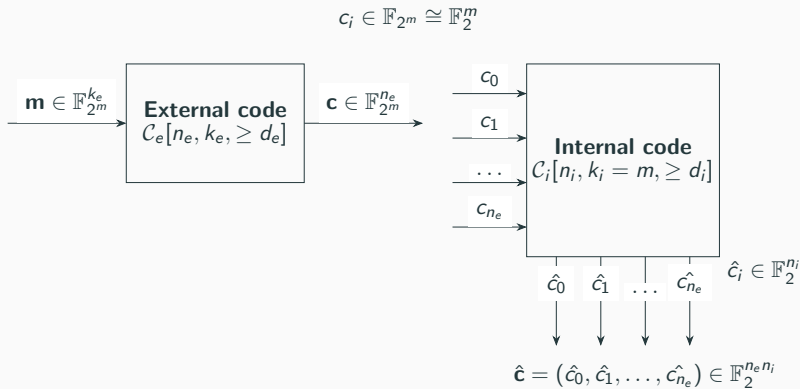 c_i ∈ 𝔽_{2^m} ≅ 𝔽_2^m
𝐦 ∈ 𝔽_{2^m}^{k_e}
External code
𝒞_e[n_e, k_e, ≥ d_e]
𝐜 ∈ 𝔽_{2^m}^{n_e}
c_0
c_1
...
c_{n_e}
Internal code
𝒞_i[n_i, k_i = m, ≥ d_i]
ĉ_0 ĉ_1 ... ĉ_{n_e}
ĉ_i ∈ 𝔽_2^{n_i}
𝐜̂ = (ĉ_0, ĉ_1, ..., ĉ_{n_e}) ∈ 𝔽_2^{n_e n_i}